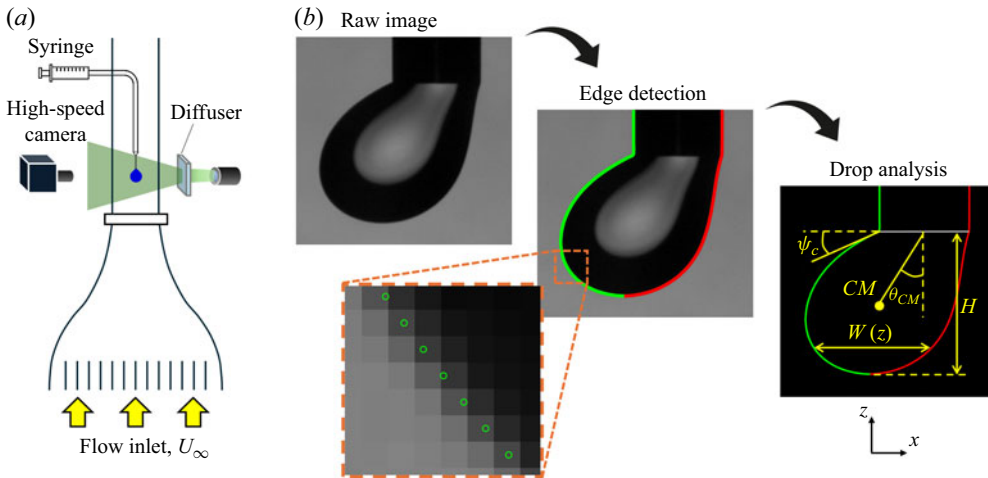 (a)
Syringe
High-speed
camera
Diffuser
Flow inlet, U∞
(b)
Raw image
Edge detection
Drop analysis
ψc
CM
θCM
H
W (z)
z
x